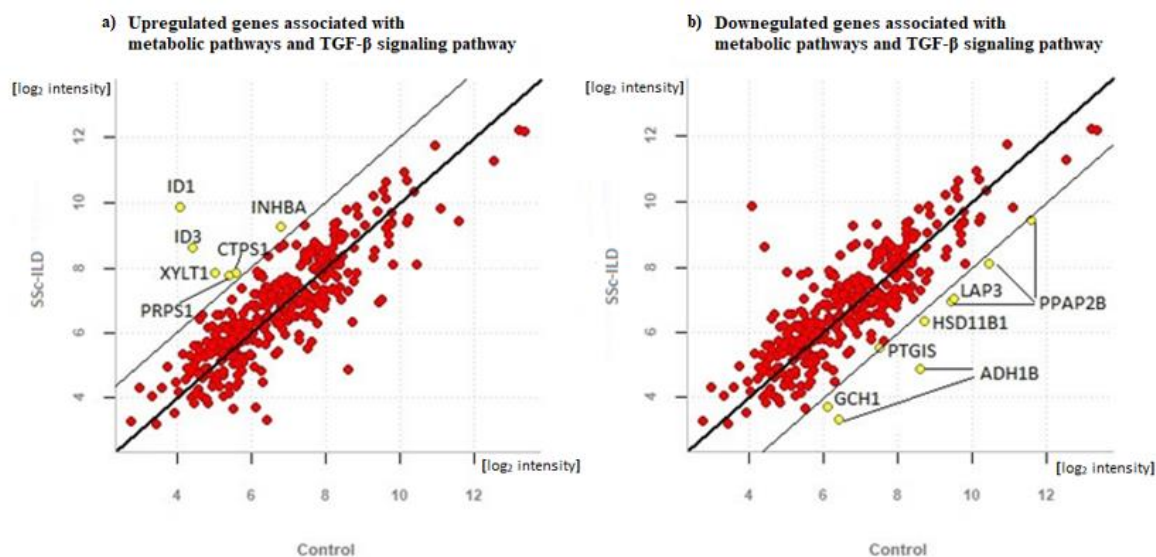 a) Upregulated genes associated with
metabolic pathways and TGF-β signaling pathway
[log₂ intensity]
12
10
8
6
4
SSc-ILD
ID1
ID3
INHBA
CTPS1
XYLT1
PRPS1
[log₂ intensity]
4 6 8 10 12
Control
b) Downegulated genes associated with
metabolic pathways and TGF-β signaling pathway
[log₂ intensity]
12
10
8
6
4
SSc-ILD
LAP3
PPAP2B
HSD11B1
PTGIS
ADH1B
GCH1
[log₂ intensity]
4 6 8 10 12
Control